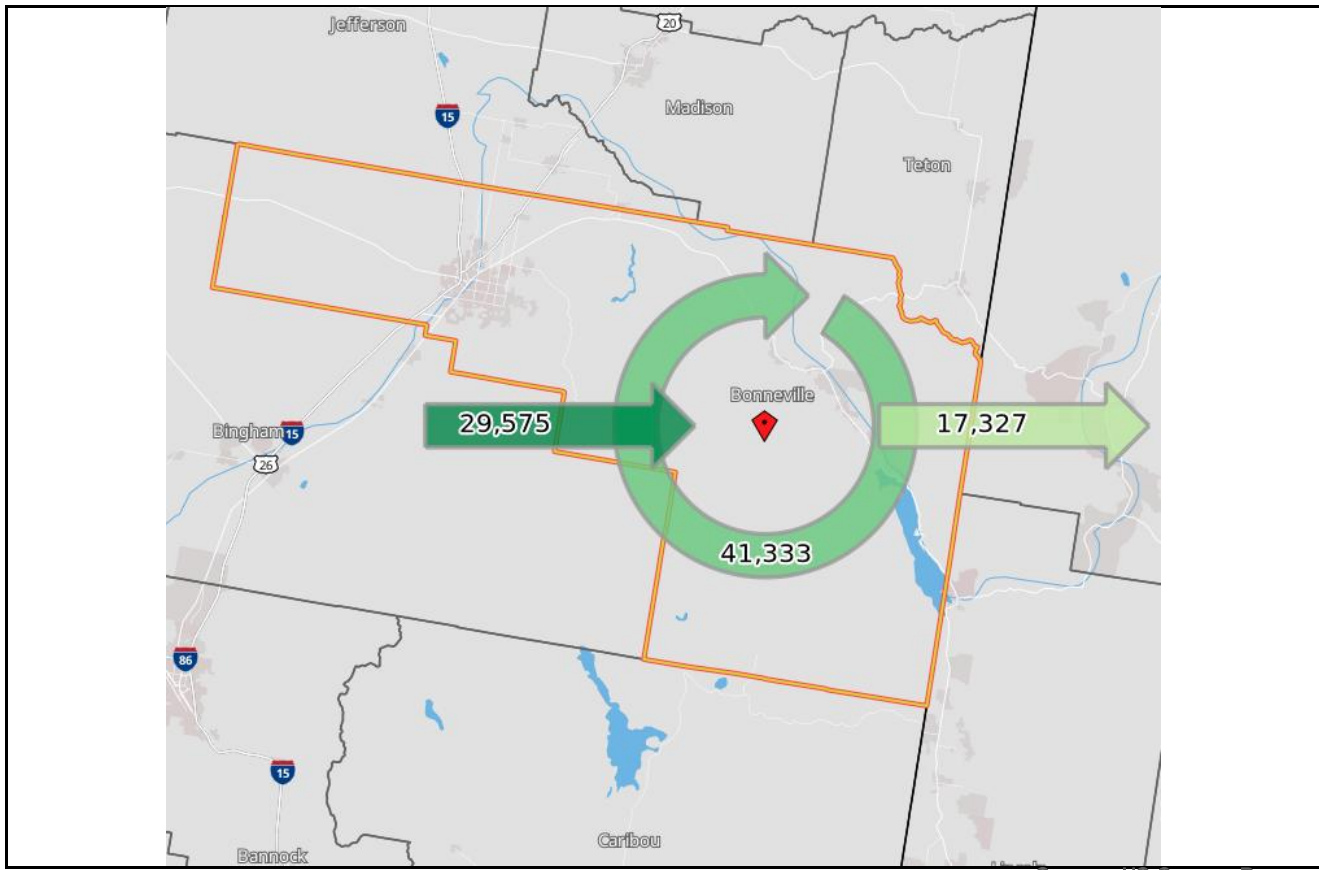 Jefferson
20
Madison
15
Teton
Bonneville
29,575
17,327
Bingham
15
26
41,333
86
15
Caribou
Bannock